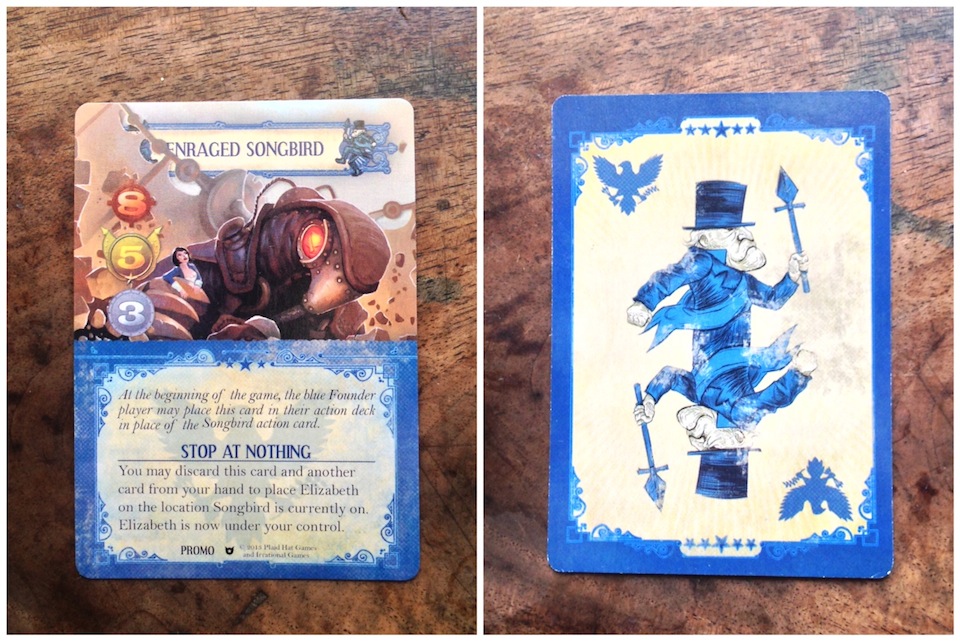 ENRAGED SONGBIRD
8
5
3
At the beginning of the game, the blue Founder
player may place this card in their action deck
in place of the Songbird action card.
STOP AT NOTHING
You may discard this card and another
card from your hand to place Elizabeth
on the location Songbird is currently on.
Elizabeth is now under your control.
PROMO
© 2013 Plaid Hat Games
and Irrational Games